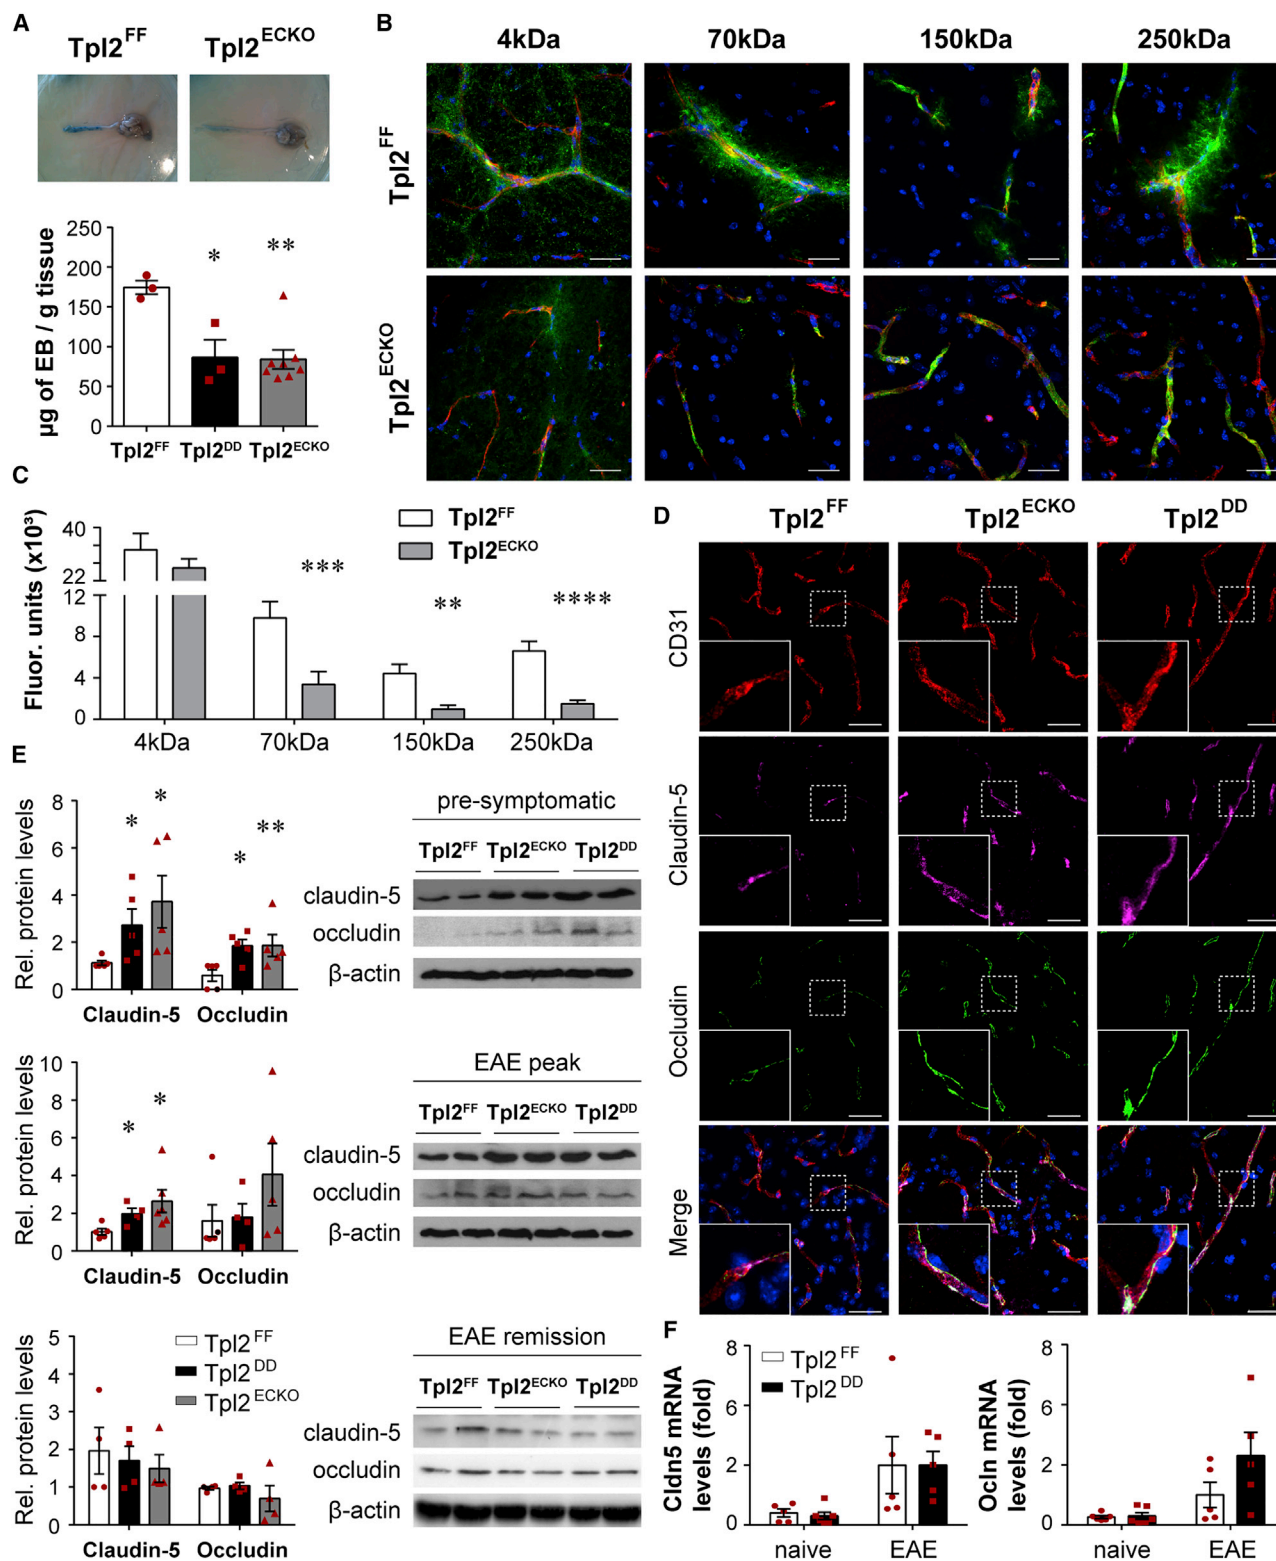 A
Tpl2FF Tpl2ECKO
µg of EB / g tissue
250
200
150
100
50
0
* **
Tpl2FF Tpl2DD Tpl2ECKO
B
4kDa 70kDa 150kDa 250kDa
Tpl2FF
Tpl2ECKO
C
Fluor. units (x10³)
40
22
12
8
4
0
Tpl2FF
Tpl2ECKO
*** ** ****
4kDa 70kDa 150kDa 250kDa
D
Tpl2FF Tpl2ECKO Tpl2DD
CD31
Claudin-5
Occludin
Merge
E
Rel. protein levels
8
6
4
2
0
* * * **
Claudin-5 Occludin
pre-symptomatic
Tpl2FF Tpl2ECKO Tpl2DD
claudin-5
occludin
β-actin
Rel. protein levels
10
8
6
4
2
0
* *
Claudin-5 Occludin
EAE peak
Tpl2FF Tpl2ECKO Tpl2DD
claudin-5
occludin
β-actin
Rel. protein levels
5
4
3
2
1
0
Tpl2FF
Tpl2DD
Tpl2ECKO
Claudin-5 Occludin
EAE remission
Tpl2FF Tpl2ECKO Tpl2DD
claudin-5
occludin
β-actin
F
Cldn5 mRNA
levels (fold)
8
6
2
0
Tpl2FF
Tpl2DD
naive EAE
Ocln mRNA
levels (fold)
8
6
2
0
naive EAE